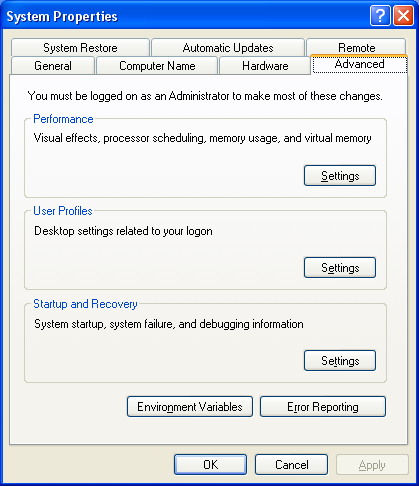 System Properties
System Restore
Automatic Updates
Remote
General
Computer Name
Hardware
Advanced
You must be logged on as an Administrator to make most of these changes.
Performance
Visual effects, processor scheduling, memory usage, and virtual memory
Settings
User Profiles
Desktop settings related to your logon
Settings
Startup and Recovery
System startup, system failure, and debugging information
Settings
Environment Variables
Error Reporting
OK
Cancel
Apply